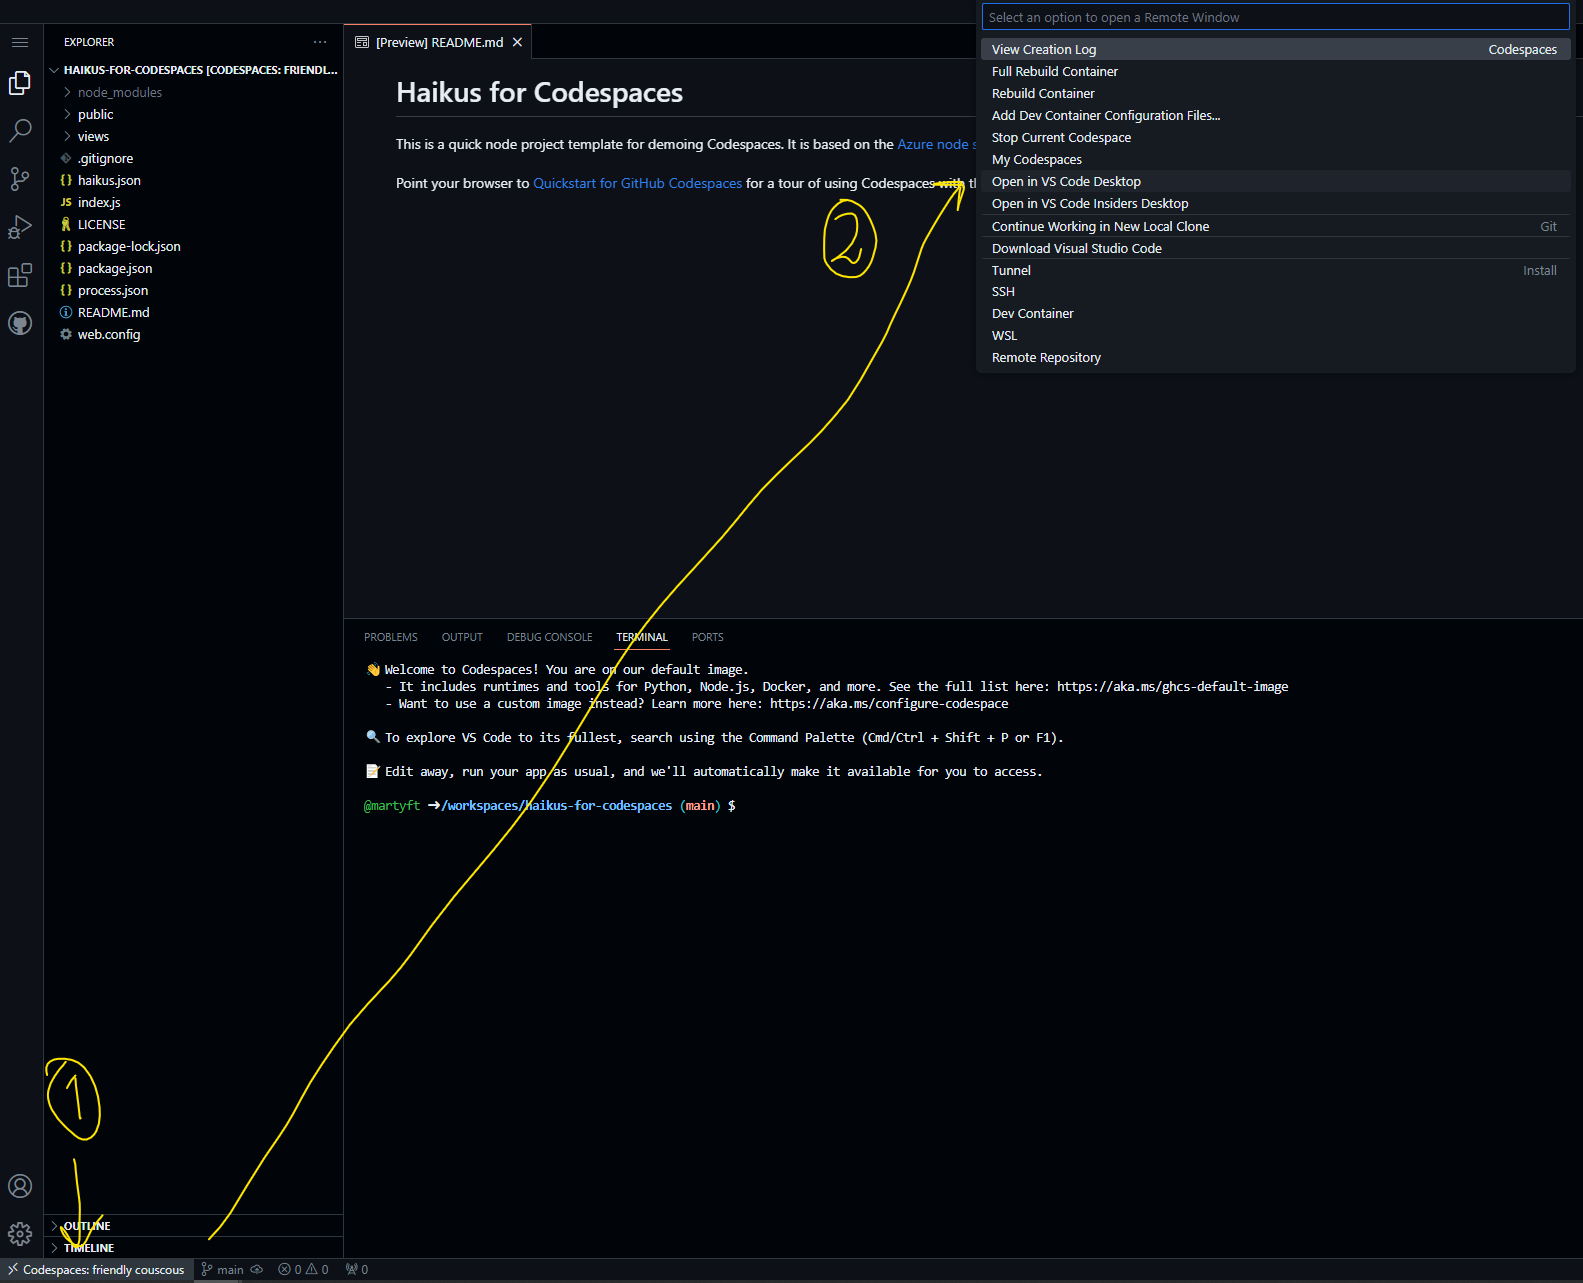 Select an option to open a Remote Window
EXPLORER
[Preview] README.md
View Creation Log Codespaces
HAIKUS-FOR-CODESPACES [CODESPACES: FRIENDL...
Full Rebuild Container
node_modules
Rebuild Container
public
Add Dev Container Configuration Files...
views
Stop Current Codespace
.gitignore
My Codespaces
haikus.json
Open in VS Code Desktop
index.js
Open in VS Code Insiders Desktop
LICENSE
Continue Working in New Local Clone Git
package-lock.json
Download Visual Studio Code
package.json
Tunnel Install
process.json
SSH
README.md
Dev Container
web.config
WSL
Remote Repository
Haikus for Codespaces
This is a quick node project template for demoing Codespaces. It is based on the Azure node s
Point your browser to Quickstart for GitHub Codespaces for a tour of using Codespaces with th
2
PROBLEMS OUTPUT DEBUG CONSOLE TERMINAL PORTS
👋 Welcome to Codespaces! You are on our default image.
- It includes runtimes and tools for Python, Node.js, Docker, and more. See the full list here: https://aka.ms/ghcs-default-image
- Want to use a custom image instead? Learn more here: https://aka.ms/configure-codespace
🔍 To explore VS Code to its fullest, search using the Command Palette (Cmd/Ctrl + Shift + P or F1).
📝 Edit away, run your app as usual, and we'll automatically make it available for you to access.
@martyft ➜/workspaces/haikus-for-codespaces (main) $
1
OUTLINE
TIMELINE
Codespaces: friendly couscous main 0 0 0